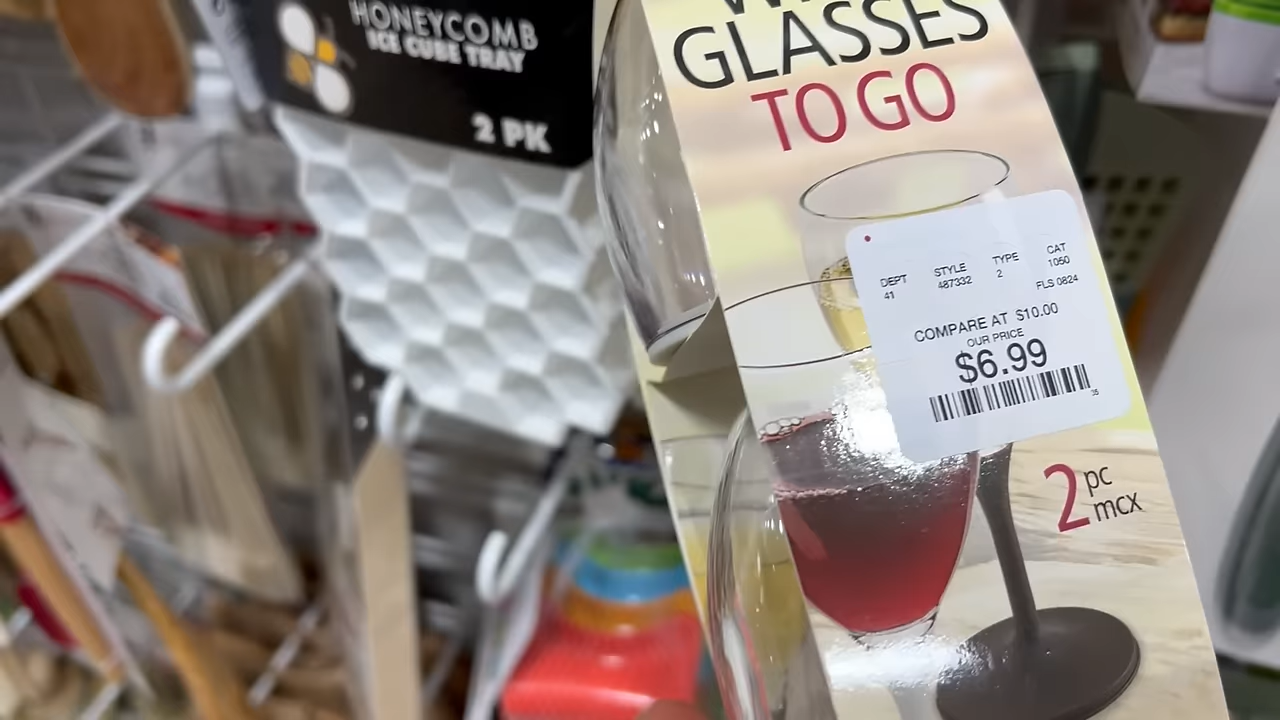 HONEYCOMB
ICE CUBE TRAY
2 PK
GLASSES
TO GO
DEPT STYLE TYPE CAT
41 487332 2 1050
FLS 0824
COMPARE AT $10.00
OUR PRICE
$6.99
2 pc
mcx